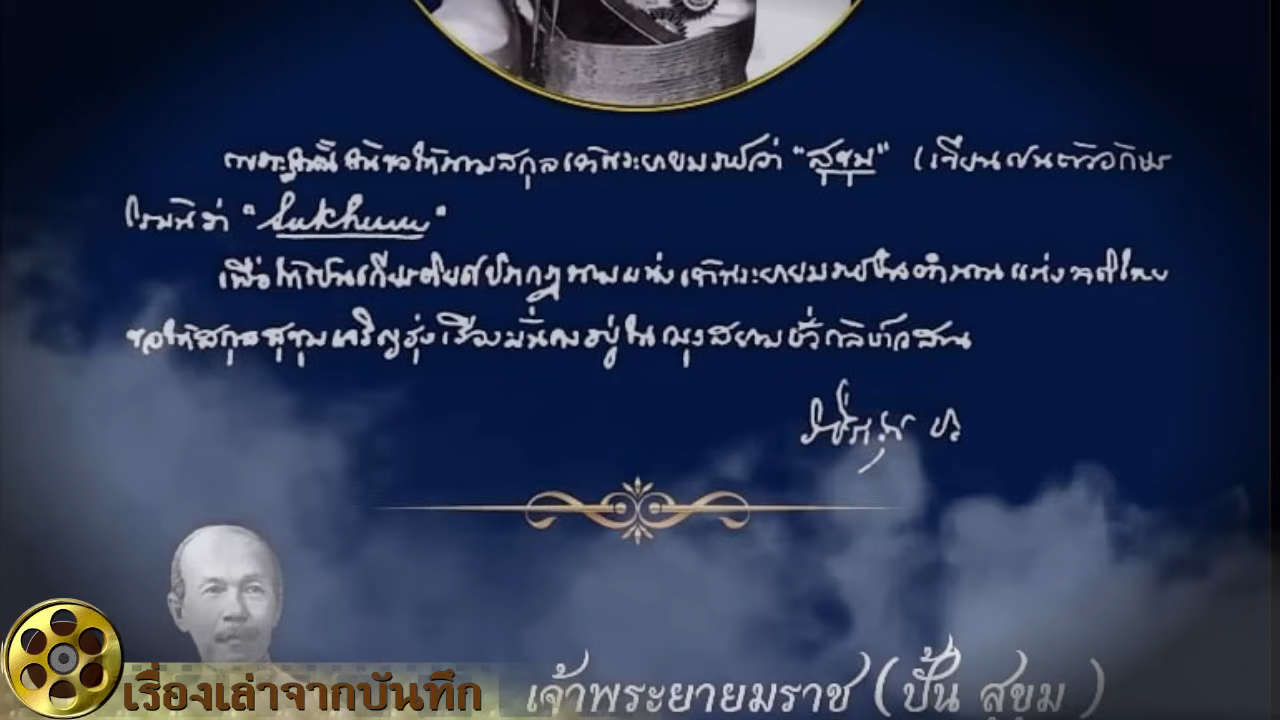 ขอให้นามสกุลเจ้าพระยายมราชว่า "สุขุม" (เขียนเปนตัวอักษร
โรมันว่า "Sukhum"
เพื่อให้เปนเกียรติยศปรากฏนามแห่งเจ้าพระยายมราชในตำนานแห่งชาติไทย
ขอให้สกุลสุขุมเจริญรุ่งเรืองมั่นคงอยู่ในกรุงสยามชั่วกัลปาวสาน
เรื่องเล่าจากบันทึก
เจ้าพระยายมราช (ปั้น สุขุม)